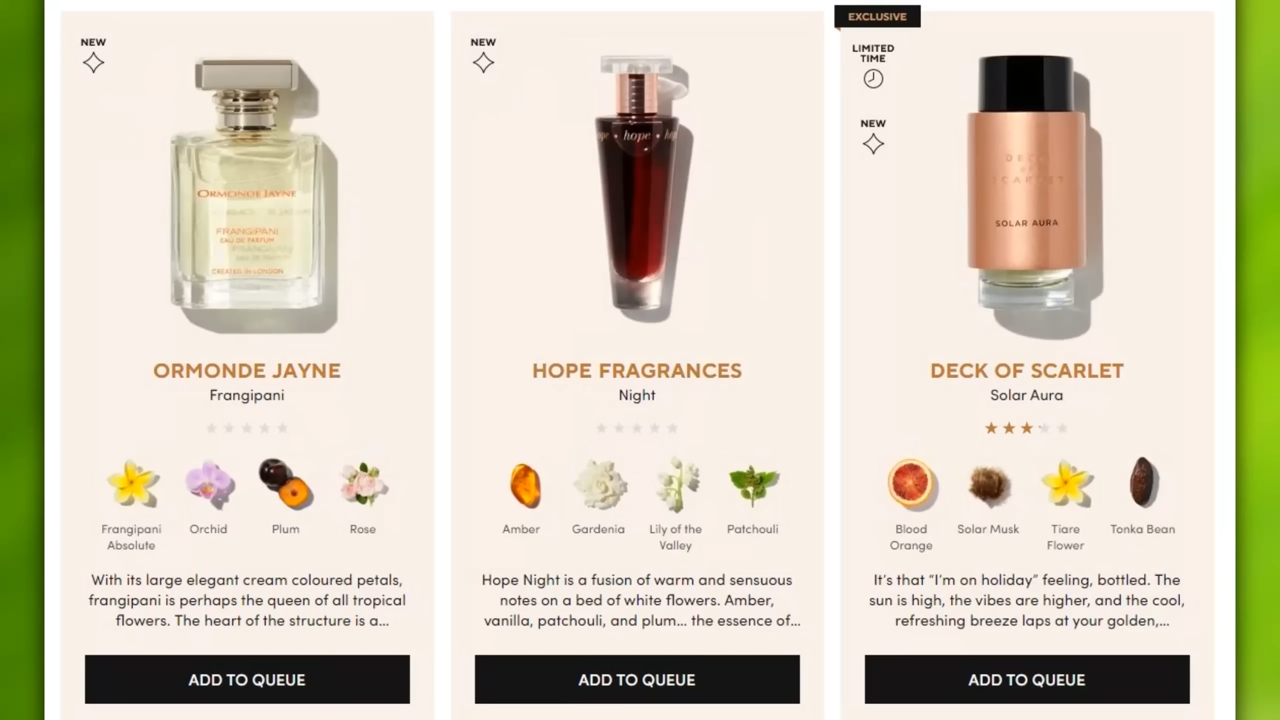 NEW
ORMONDE JAYNE
FRANGIPANI
EAU DE PARFUM
CREATED IN LONDON
ORMONDE JAYNE
Frangipani
Frangipani
Absolute
Orchid
Plum
Rose
With its large elegant cream coloured petals,
frangipani is perhaps the queen of all tropical
flowers. The heart of the structure is a...
ADD TO QUEUE
NEW
hope
HOPE FRAGRANCES
Night
Amber
Gardenia
Lily of the
Valley
Patchouli
Hope Night is a fusion of warm and sensuous
notes on a bed of white flowers. Amber,
vanilla, patchouli, and plum... the essence of...
ADD TO QUEUE
EXCLUSIVE
LIMITED
TIME
NEW
DECK
OF
SCARLET
SOLAR AURA
DECK OF SCARLET
Solar Aura
Blood
Orange
Solar Musk
Tiare
Flower
Tonka Bean
It's that “I'm on holiday” feeling, bottled. The
sun is high, the vibes are higher, and the cool,
refreshing breeze laps at your golden,...
ADD TO QUEUE